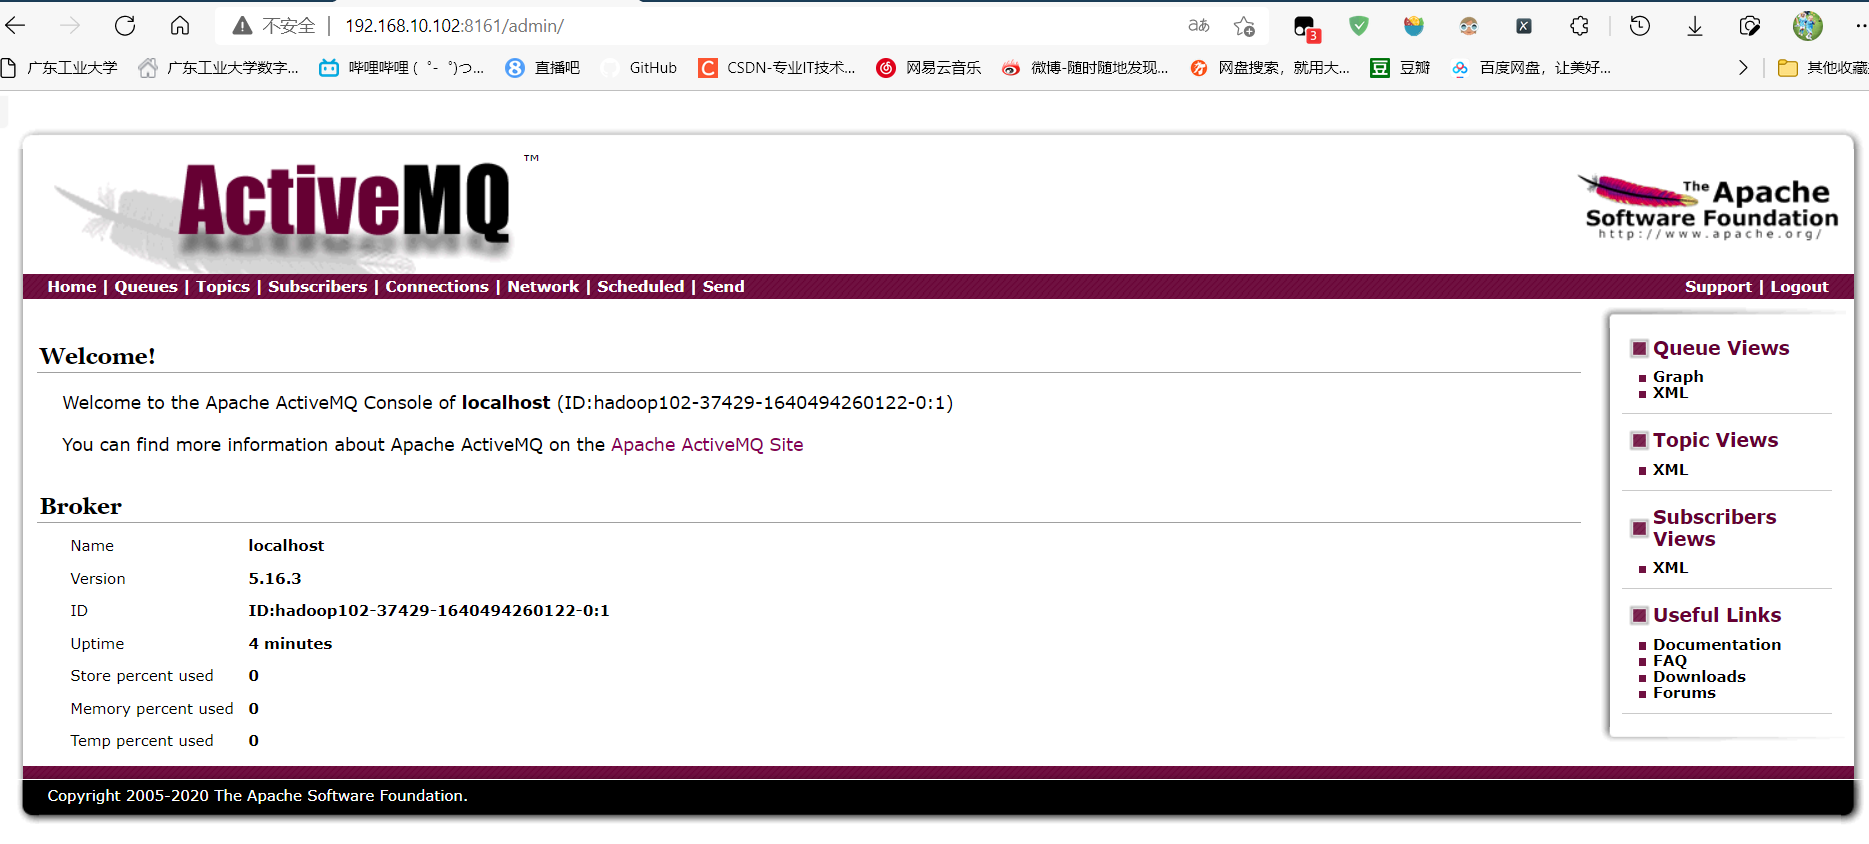 不安全 | 192.168.10.102:8161/admin/ aあ 3
广东工业大学 广东工业大学数字... 哔哩哔哩 ( ゜- ゜)つ... 直播吧 GitHub CSDN-专业IT技术... 网易云音乐 微博-随时随地发现... 网盘搜索，就用大... 豆瓣 百度网盘，让美好... 其他收藏
ActiveMQ ™
The Apache
Software Foundation
http://www.apache.org/
Home | Queues | Topics | Subscribers | Connections | Network | Scheduled | Send
Support | Logout
Welcome!
Welcome to the Apache ActiveMQ Console of localhost (ID:hadoop102-37429-1640494260122-0:1)
You can find more information about Apache ActiveMQ on the Apache ActiveMQ Site
Broker
Name localhost
Version 5.16.3
ID ID:hadoop102-37429-1640494260122-0:1
Uptime 4 minutes
Store percent used 0
Memory percent used 0
Temp percent used 0
Queue Views
Graph
XML
Topic Views
XML
Subscribers
Views
XML
Useful Links
Documentation
FAQ
Downloads
Forums
Copyright 2005-2020 The Apache Software Foundation.